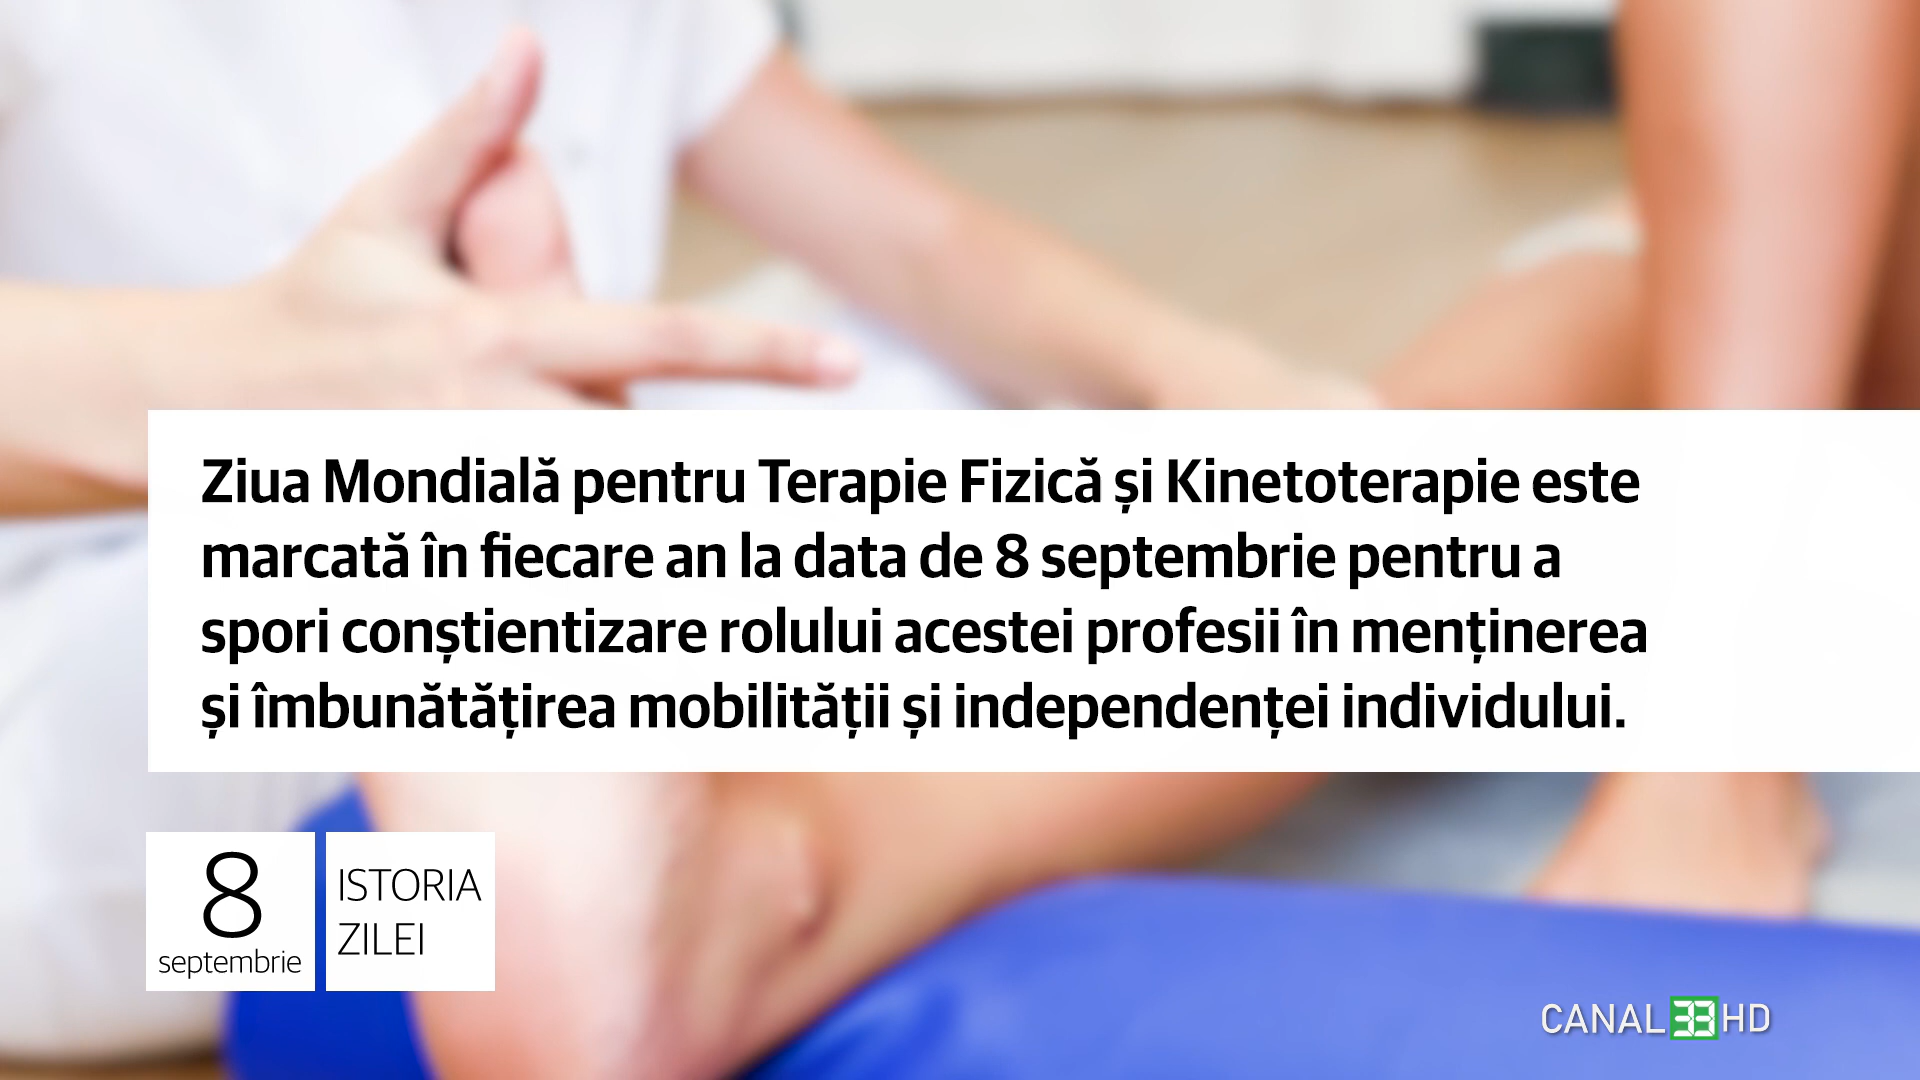 Ziua Mondială pentru Terapie Fizică și Kinetoterapie este
marcată în fiecare an la data de 8 septembrie pentru a
spori conștientizare rolului acestei profesii în menținerea
și îmbunătățirea mobilității și independenței individului.
8
septembrie
ISTORIA
ZILEI
CANAL 33 HD